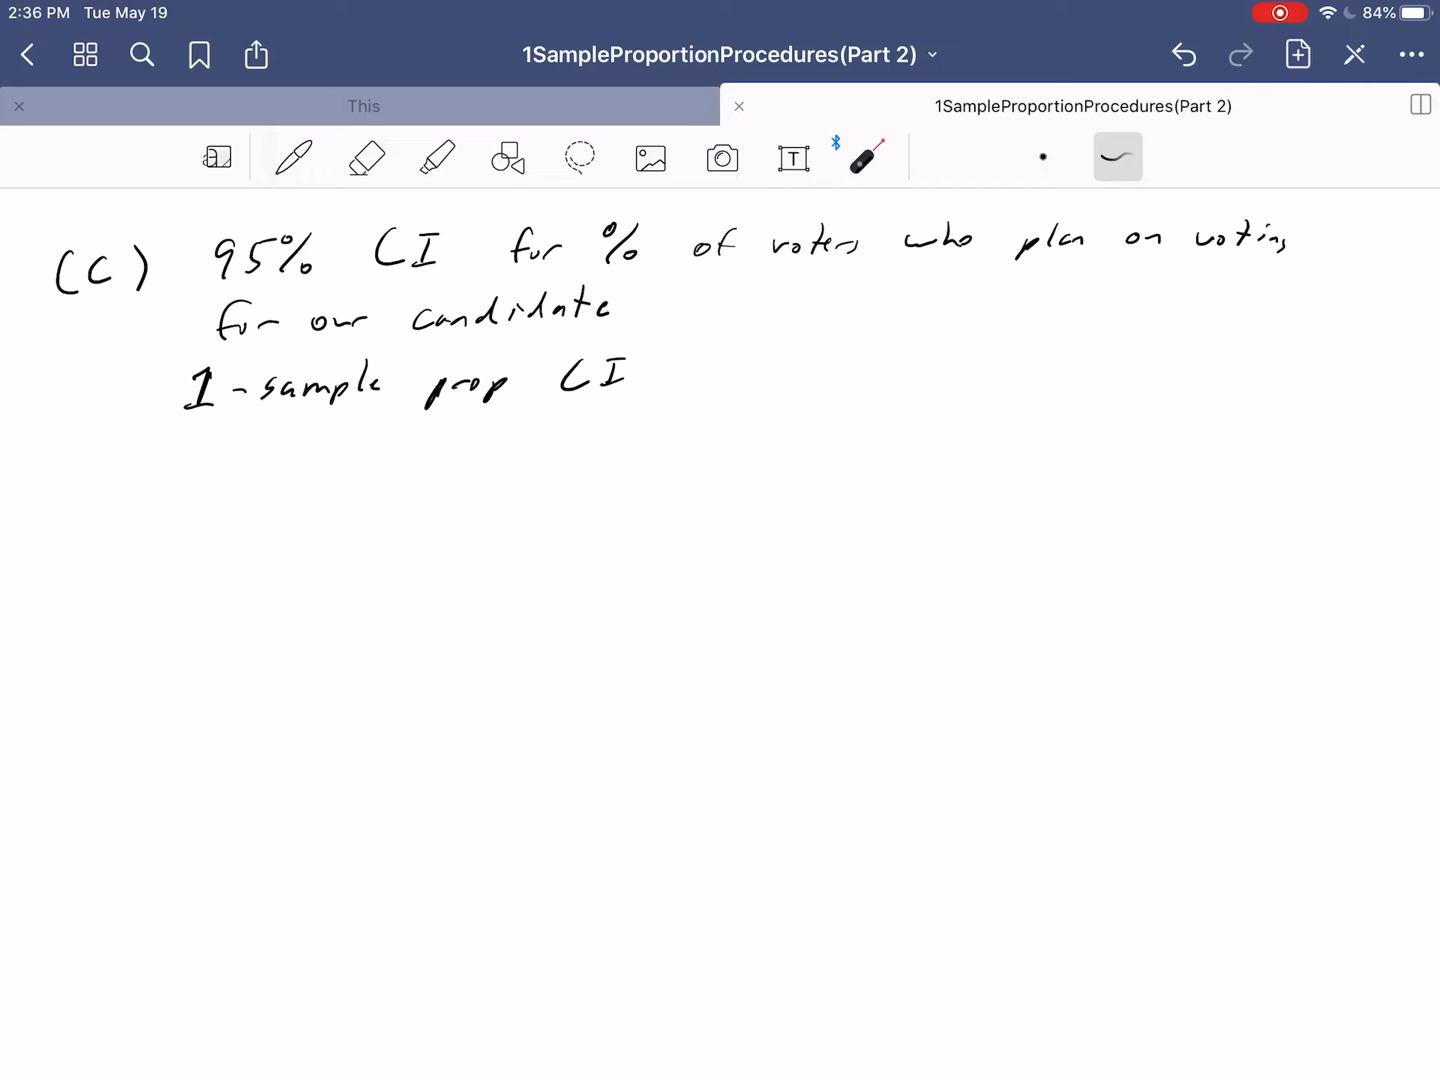 2:36 PM Tue May 19 84%
1SampleProportionProcedures(Part 2)
This 1SampleProportionProcedures(Part 2)
T
(C) 95% CI for % of voters who plan on voting
for our candidate
1-sample prop CI